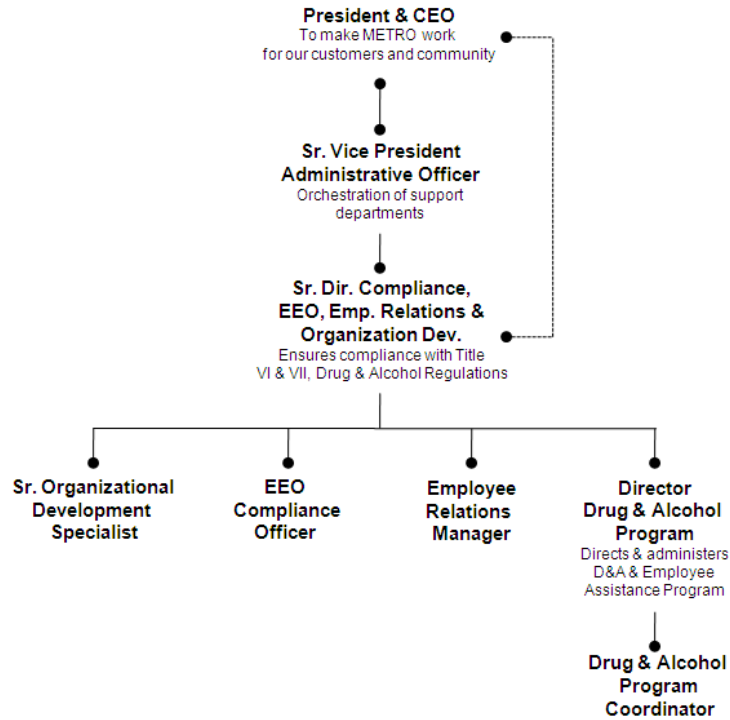 President & CEO
To make METRO work
for our customers and community
Sr. Vice President
Administrative Officer
Orchestration of support
departments
Sr. Dir. Compliance,
EEO, Emp. Relations &
Organization Dev.
Ensures compliance with Title
VI & VII, Drug & Alcohol Regulations
Sr. Organizational
Development
Specialist
EEO
Compliance
Officer
Employee
Relations
Manager
Director
Drug & Alcohol
Program
Directs & administers
D&A & Employee
Assistance Program
Drug & Alcohol
Program
Coordinator